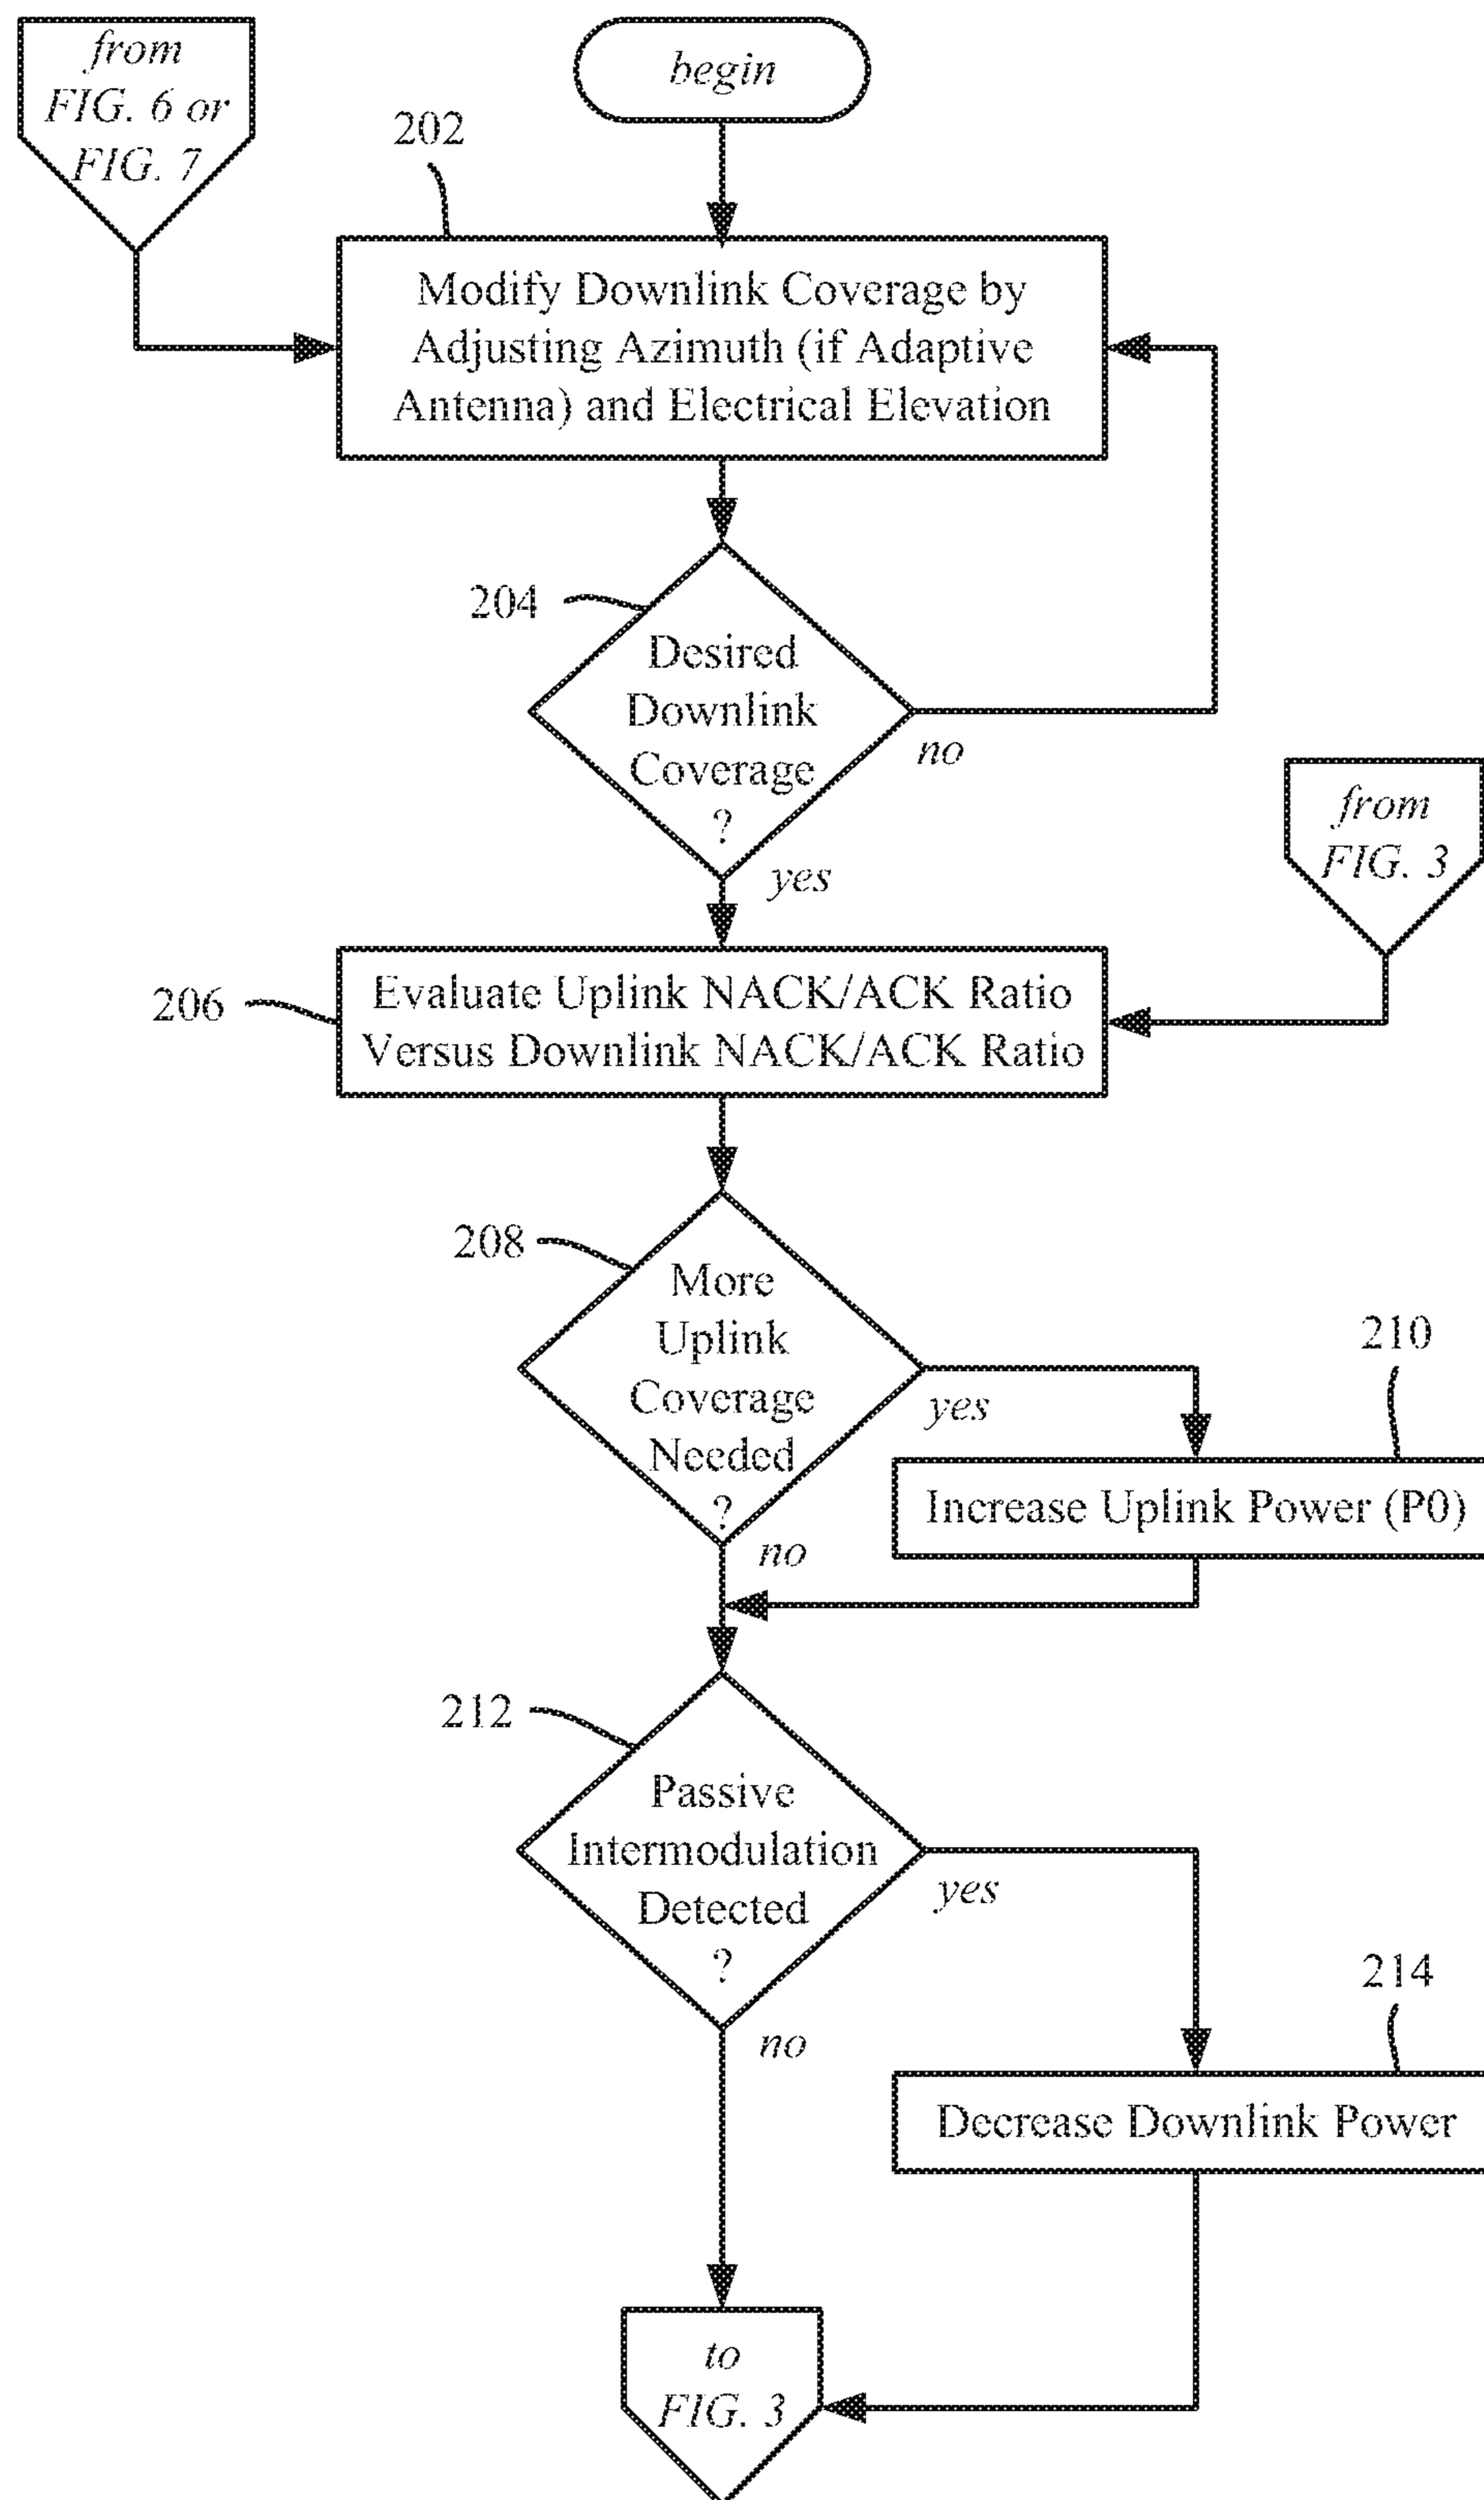 from
FIG. 6 or
FIG. 7
begin
202
Modify Downlink Coverage by
Adjusting Azimuth (if Adaptive
Antenna) and Electrical Elevation
204
Desired
Downlink
Coverage
?
no
yes
from
FIG. 3
206
Evaluate Uplink NACK/ACK Ratio
Versus Downlink NACK/ACK Ratio
208
More
Uplink
Coverage
Needed
?
yes
no
210
Increase Uplink Power (P0)
212
Passive
Intermodulation
Detected
?
yes
no
214
Decrease Downlink Power
to
FIG. 3